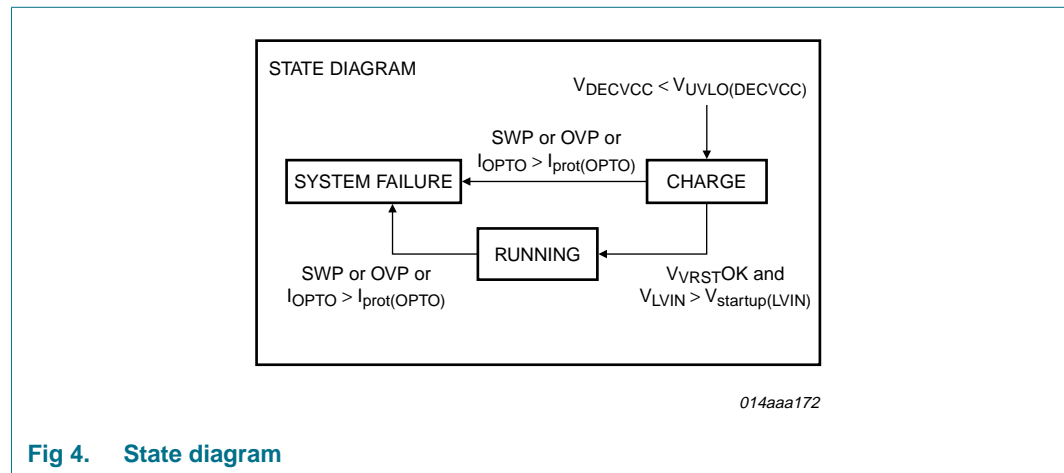 STATE DIAGRAM
VDECVCC < VUVLO(DECVCC)
SWP or OVP or
IOPTO > Iprot(OPTO)
SYSTEM FAILURE
CHARGE
RUNNING
SWP or OVP or
IOPTO > Iprot(OPTO)
VVRSTOK and
VLVIN > Vstartup(LVIN)
014aaa172
Fig 4. State diagram